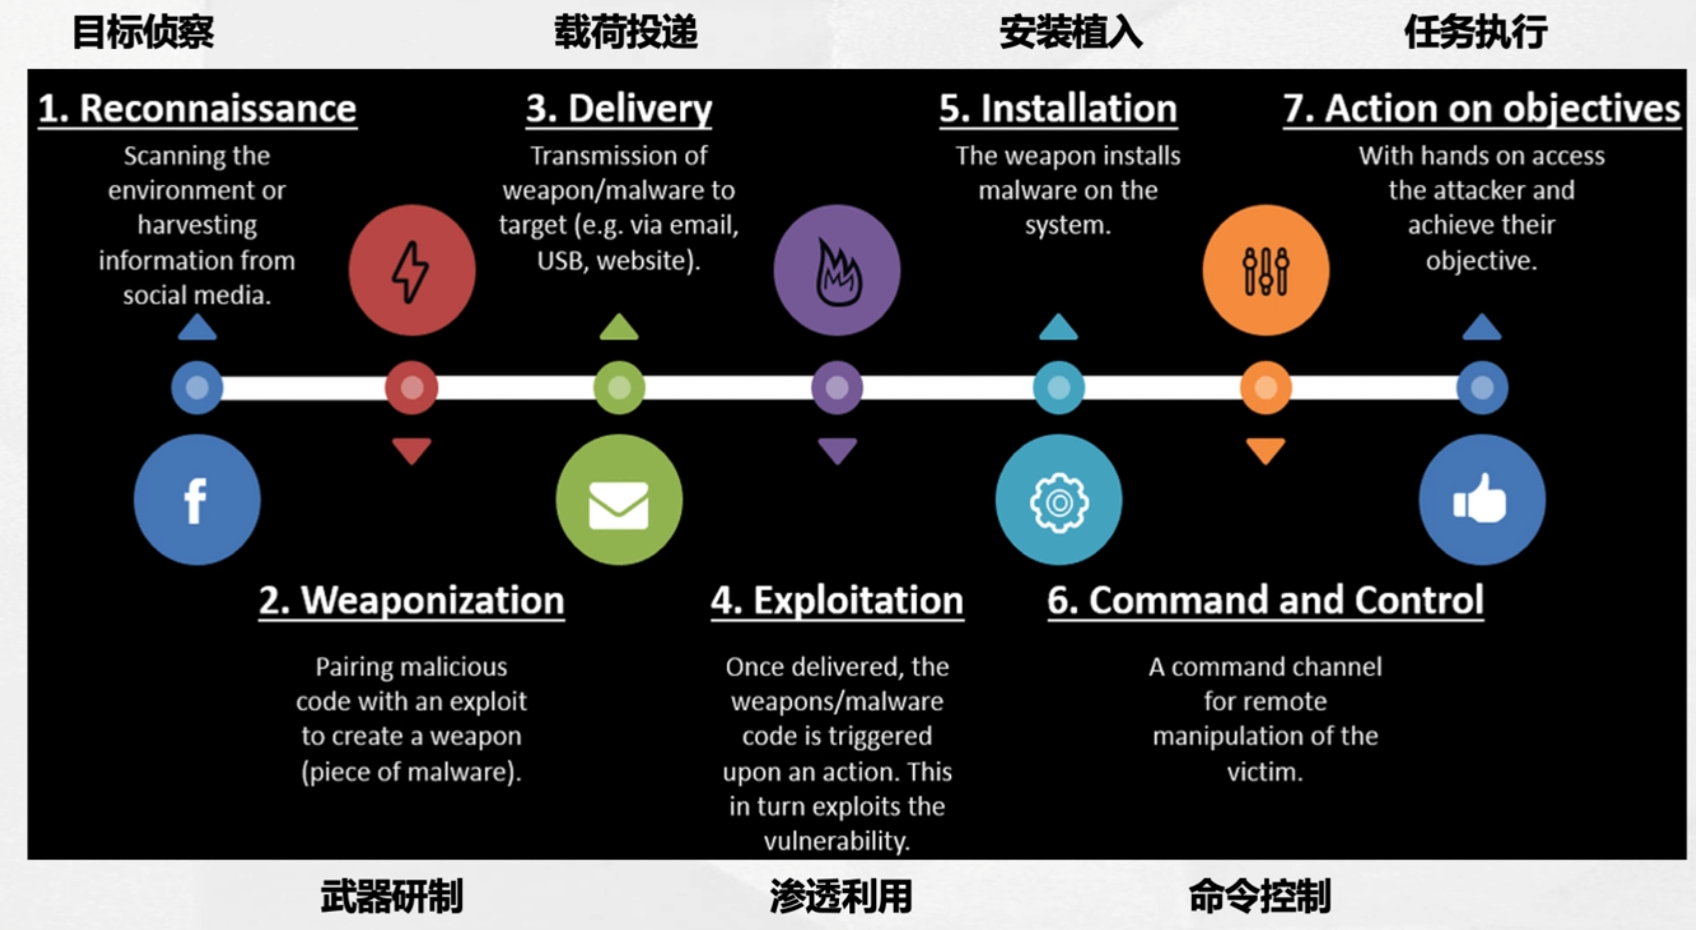 目标侦察
载荷投递
安装植入
任务执行
1. Reconnaissance
Scanning the
environment or
harvesting
information from
social media.
3. Delivery
Transmission of
weapon/malware to
target (e.g. via email,
USB, website).
5. Installation
The weapon installs
malware on the
system.
7. Action on objectives
With hands on access
the attacker and
achieve their
objective.
f
2. Weaponization
Pairing malicious
code with an exploit
to create a weapon
(piece of malware).
4. Exploitation
Once delivered, the
weapons/malware
code is triggered
upon an action. This
in turn exploits the
vulnerability.
6. Command and Control
A command channel
for remote
manipulation of the
victim.
武器研制
渗透利用
命令控制